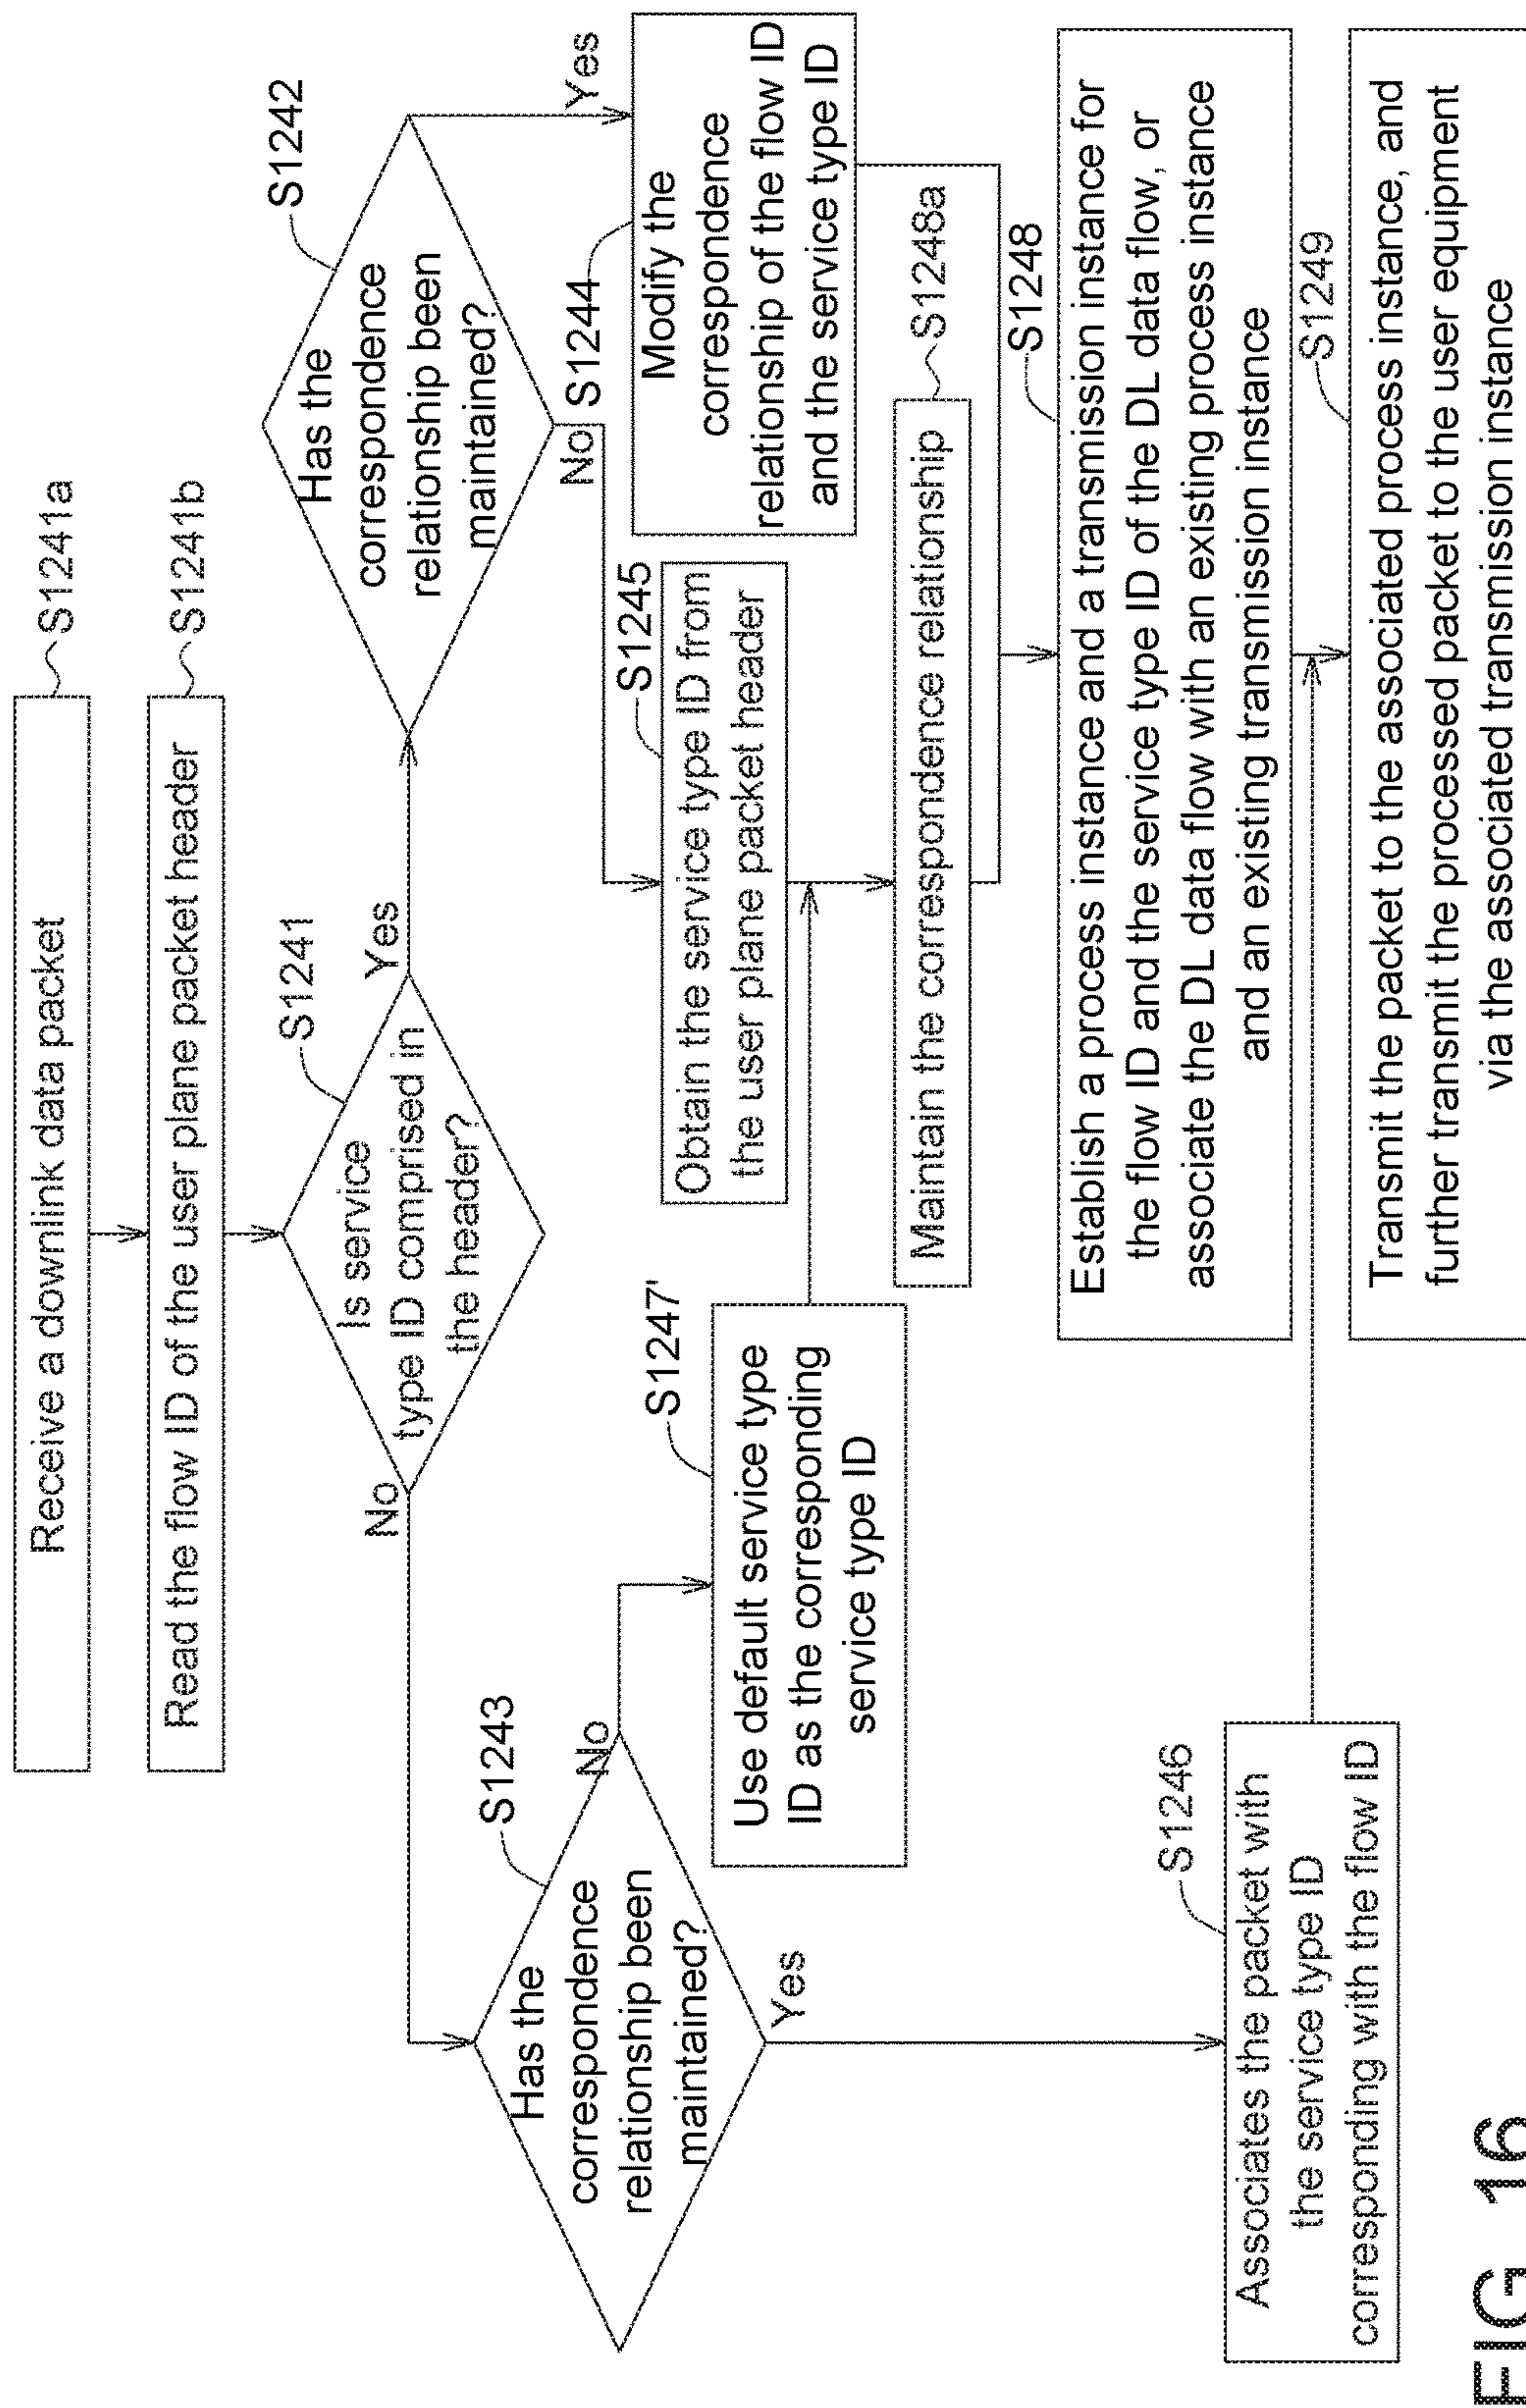 Receive a downlink data packet
S1241a
Read the flow ID of the user plane packet header
S1241b
Is service
type ID comprised in
the header?
S1241
Yes
No
Has the
correspondence
relationship been
maintained?
S1242
Yes
No
Modify the
correspondence
relationship of the flow ID
and the service type ID
S1244
Obtain the service type ID from
the user plane packet header
S1245
Has the
correspondence
relationship been
maintained?
S1243
No
Yes
Use default service type
ID as the corresponding
service type ID
S1247'
Maintain the correspondence relationship
S1248a
Establish a process instance and a transmission instance for
the flow ID and the service type ID of the DL data flow, or
associate the DL data flow with an existing process instance
and an existing transmission instance
S1248
Associates the packet with
the service type ID
corresponding with the flow ID
S1246
Transmit the packet to the associated process instance, and
further transmit the processed packet to the user equipment
via the associated transmission instance
S1249
FIG. 16